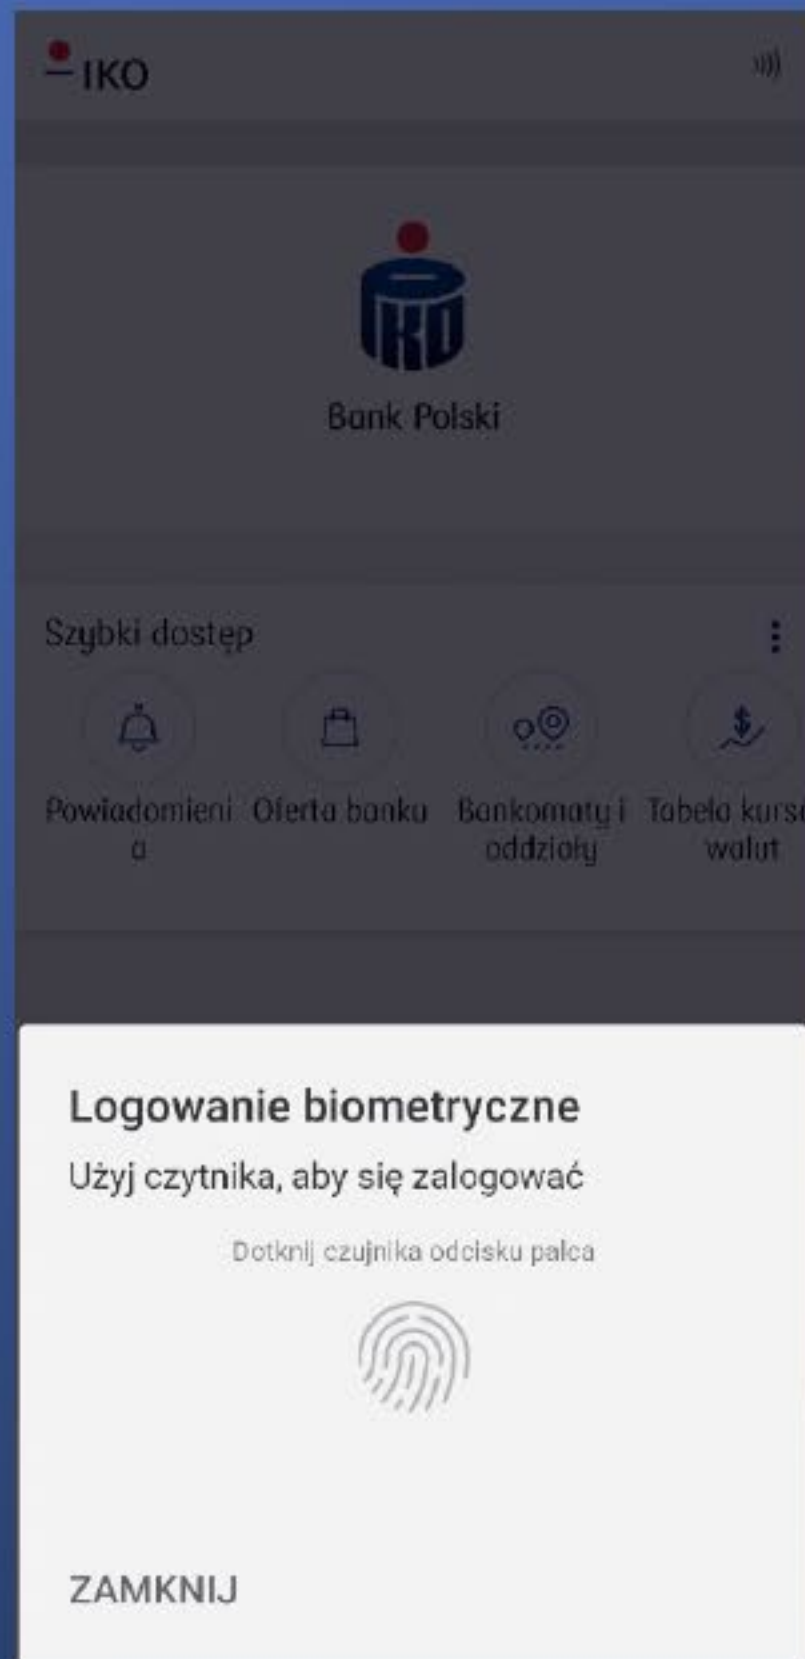 IKO
PKO
Bank Polski
Szybki dostęp
Powiadomieni
a
Oferta banku
Bankomaty i
oddziały
Tabela kurs
walut
Logowanie biometryczne
Użyj czytnika, aby się zalogować
Dotknij czujnika odcisku palca
ZAMKNIJ